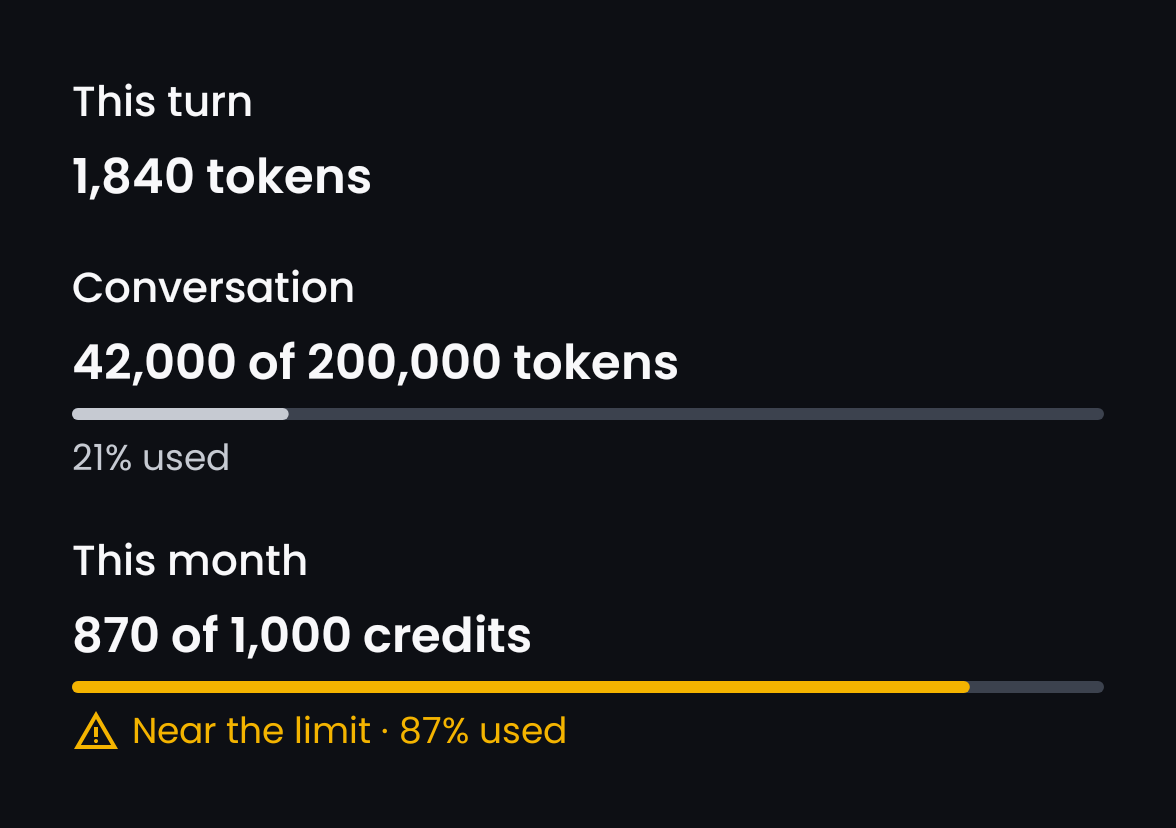 This turn
1,840 tokens
Conversation
42,000 of 200,000 tokens
21% used
This month
870 of 1,000 credits
Near the limit · 87% used